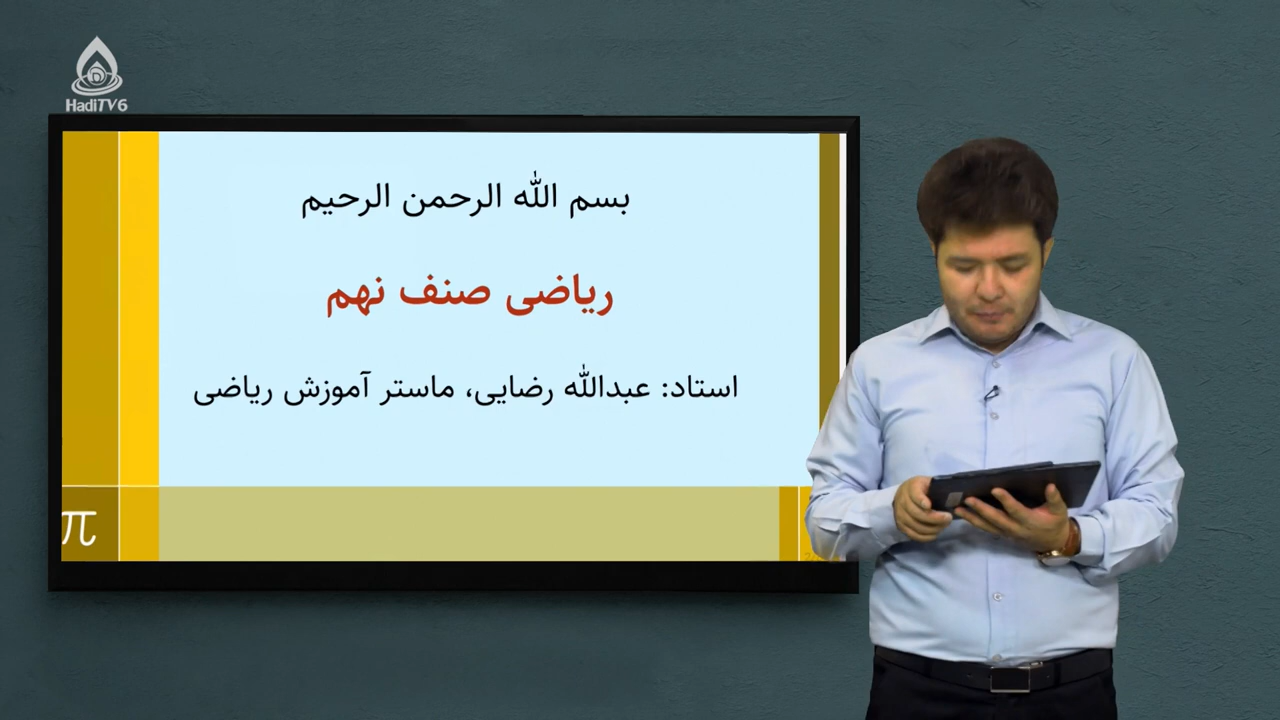 HadiTV6
بسم الله الرحمن الرحیم
ریاضی صنف نهم
استاد: عبدالله رضایی، ماستر آموزش ریاضی
π